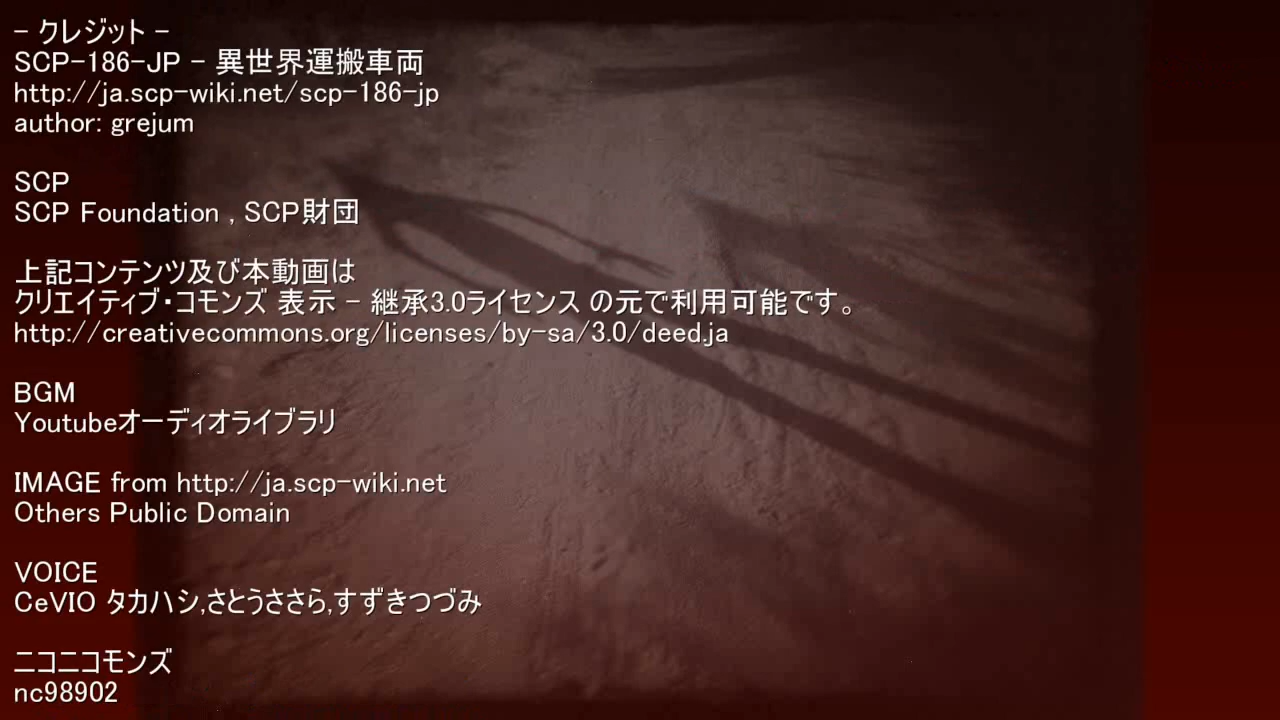 - クレジット -
SCP-186-JP - 異世界運搬車両
http://ja.scp-wiki.net/scp-186-jp
author: grejum
SCP
SCP Foundation , SCP財団
上記コンテンツ及び本動画は
クリエイティブ・コモンズ 表示 - 継承3.0ライセンス の元で利用可能です。
http://creativecommons.org/licenses/by-sa/3.0/deed.ja
BGM
Youtubeオーディオライブラリ
IMAGE from http://ja.scp-wiki.net
Others Public Domain
VOICE
CeVIO タカハシ,さとうささら,すずきつづみ
ニコニコモンズ
nc98902